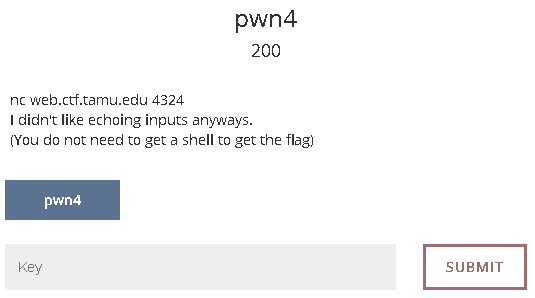 pwn4
200
nc web.ctf.tamu.edu 4324
I didn't like echoing inputs anyways.
(You do not need to get a shell to get the flag)
pwn4
Key
SUBMIT